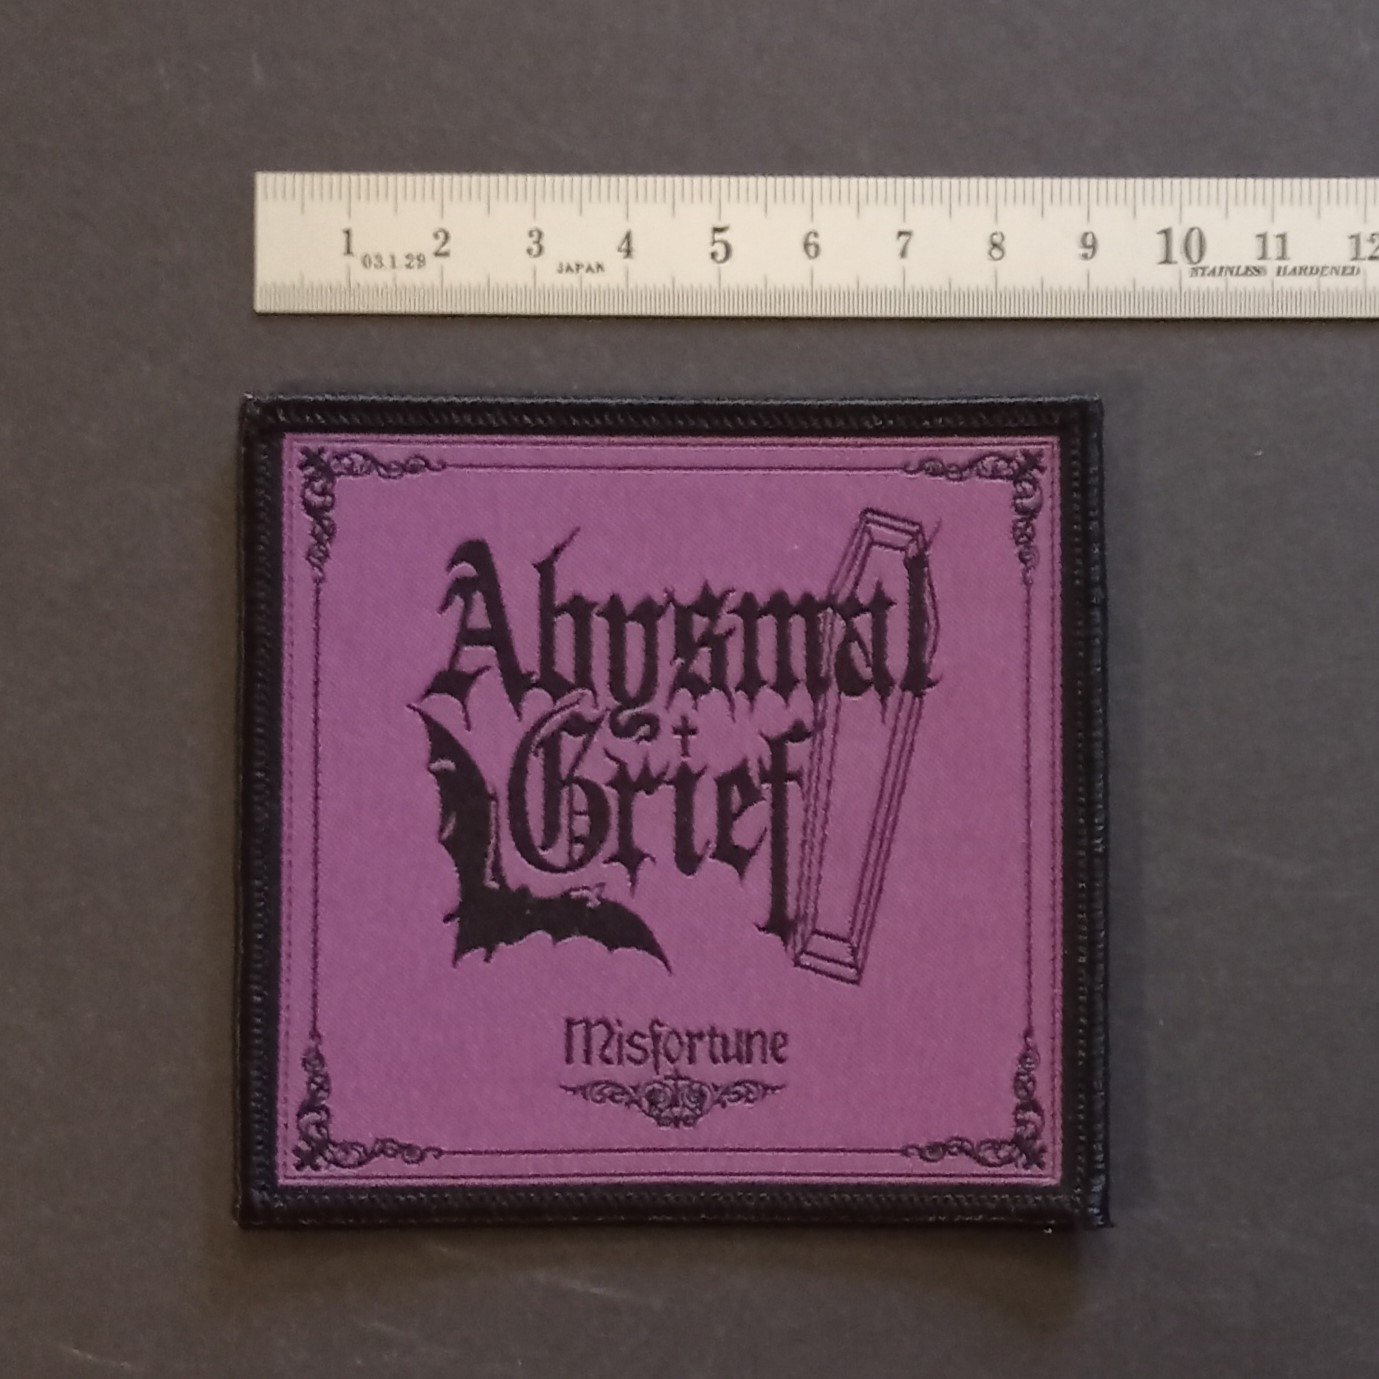 1 2 3 4 5 6 7 8 9 10 11 12
03.1.29 JAPAN STAINLESS HARDENED
Abysmal
Grief
Misfortune